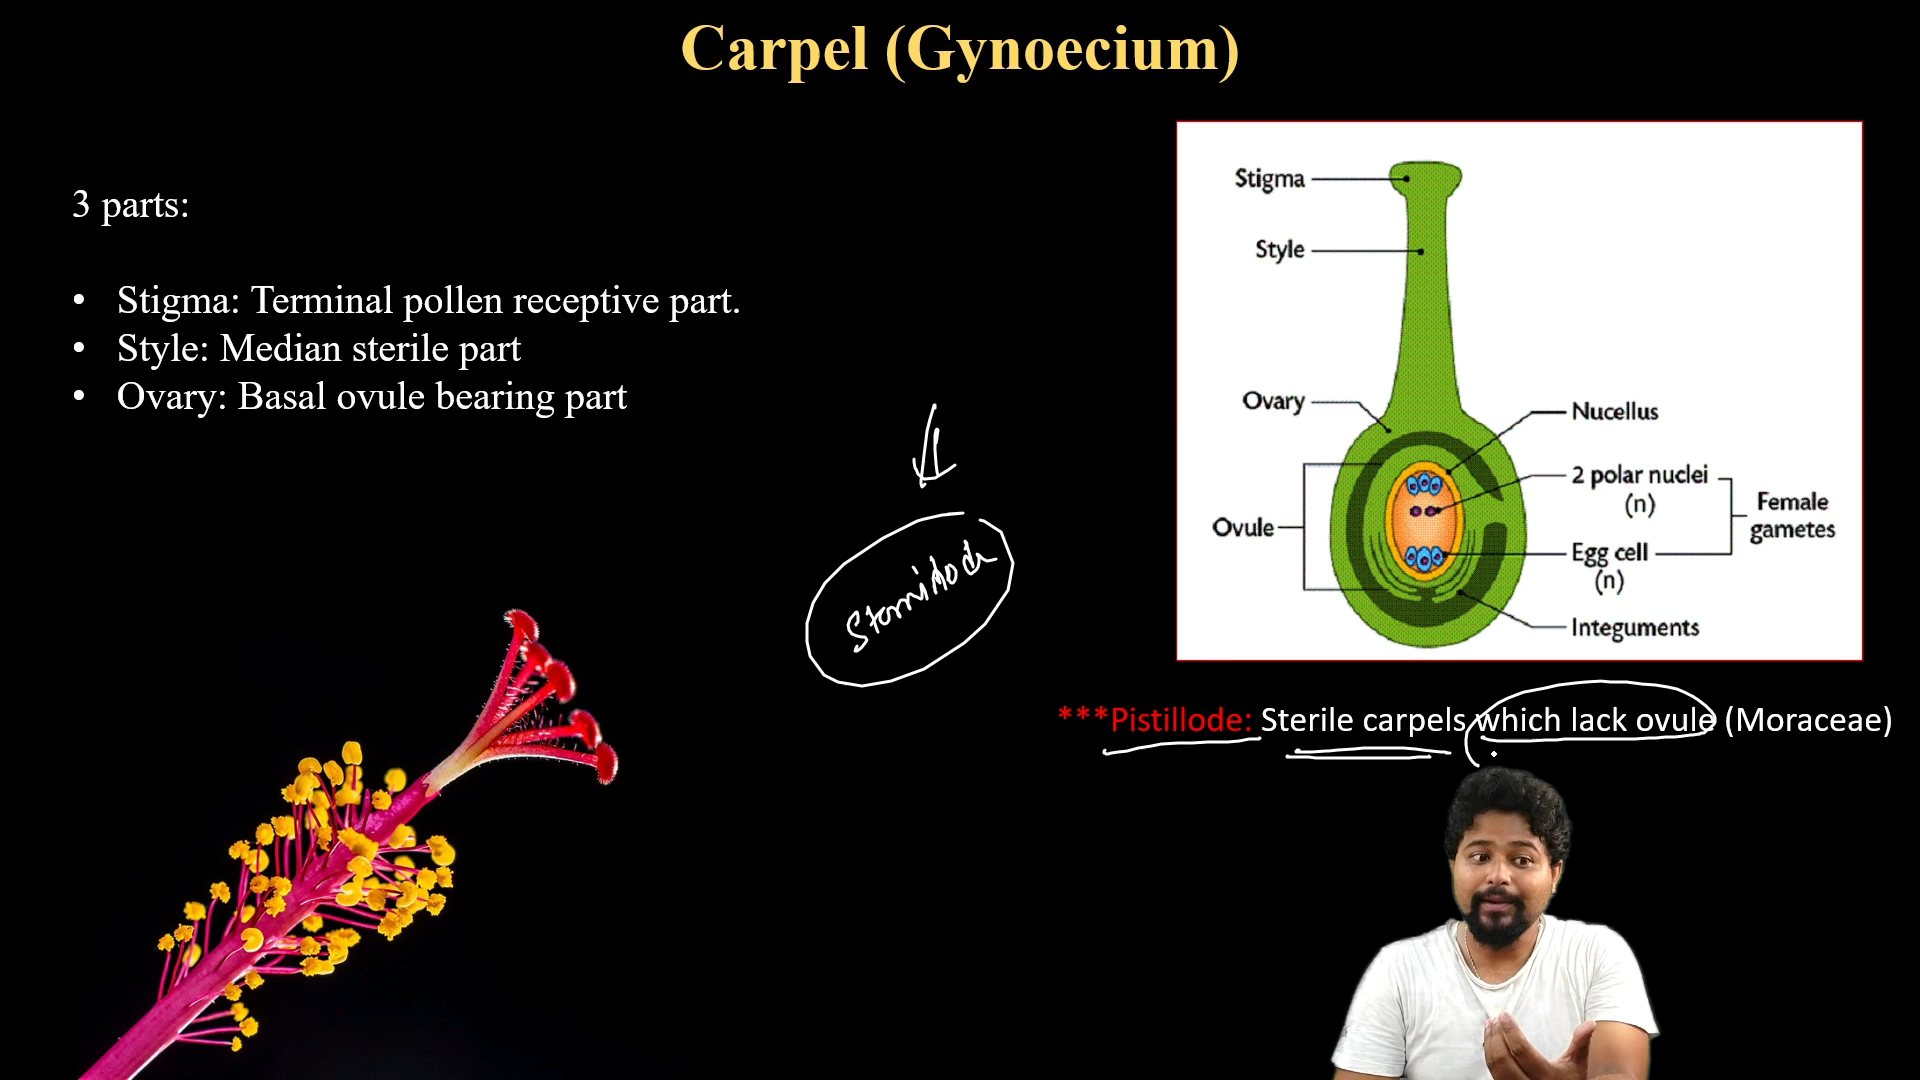 Carpel (Gynoecium)
3 parts:
• Stigma: Terminal pollen receptive part.
• Style: Median sterile part
• Ovary: Basal ovule bearing part
Stigma
Style
Ovary
Nucellus
2 polar nuclei
(n)
Female
gametes
Ovule
Egg cell
(n)
Integuments
***Pistillode: Sterile carpels which lack ovule (Moraceae)